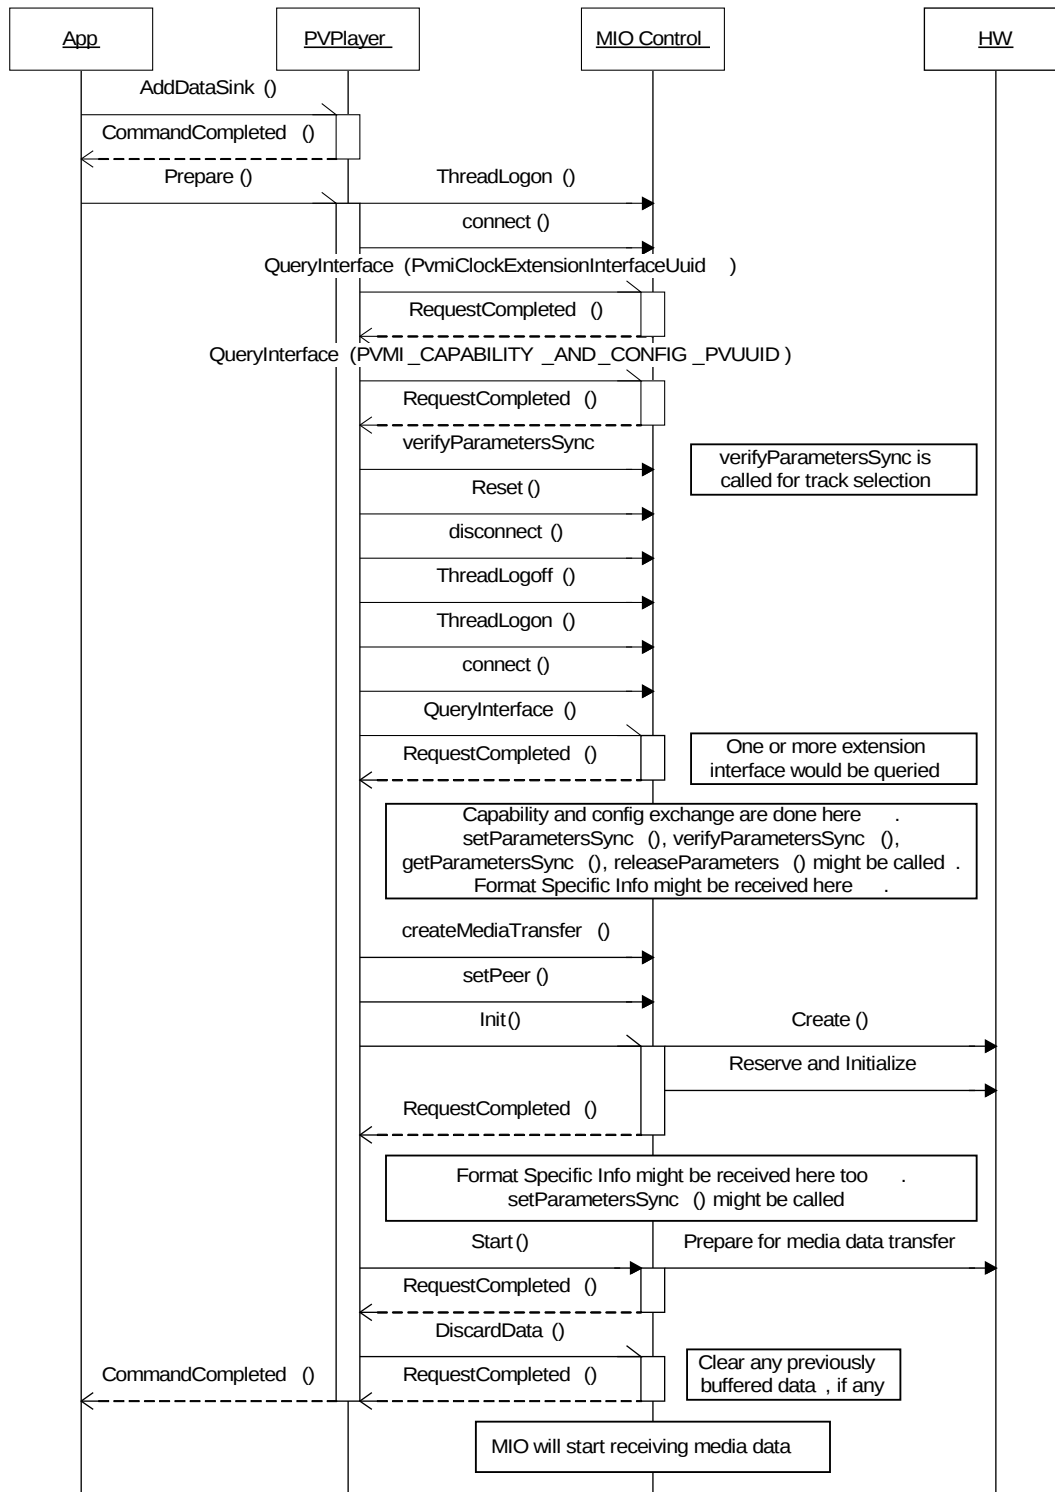 App
PVPlayer
MIO Control
HW
AddDataSink ()
CommandCompleted ()
Prepare ()
ThreadLogon ()
connect ()
QueryInterface (PvmiClockExtensionInterfaceUuid )
RequestCompleted ()
QueryInterface (PVMI _CAPABILITY _AND_CONFIG _PVUUID )
RequestCompleted ()
verifyParametersSync
verifyParametersSync is
called for track selection
Reset ()
disconnect ()
ThreadLogoff ()
ThreadLogon ()
connect ()
QueryInterface ()
RequestCompleted ()
One or more extension
interface would be queried
Capability and config exchange are done here .
setParametersSync (), verifyParametersSync (),
getParametersSync (), releaseParameters () might be called .
Format Specific Info might be received here .
createMediaTransfer ()
setPeer ()
Init()
Create ()
Reserve and Initialize
RequestCompleted ()
Format Specific Info might be received here too .
setParametersSync () might be called
Start ()
Prepare for media data transfer
RequestCompleted ()
DiscardData ()
CommandCompleted ()
RequestCompleted ()
Clear any previously
buffered data , if any
MIO will start receiving media data